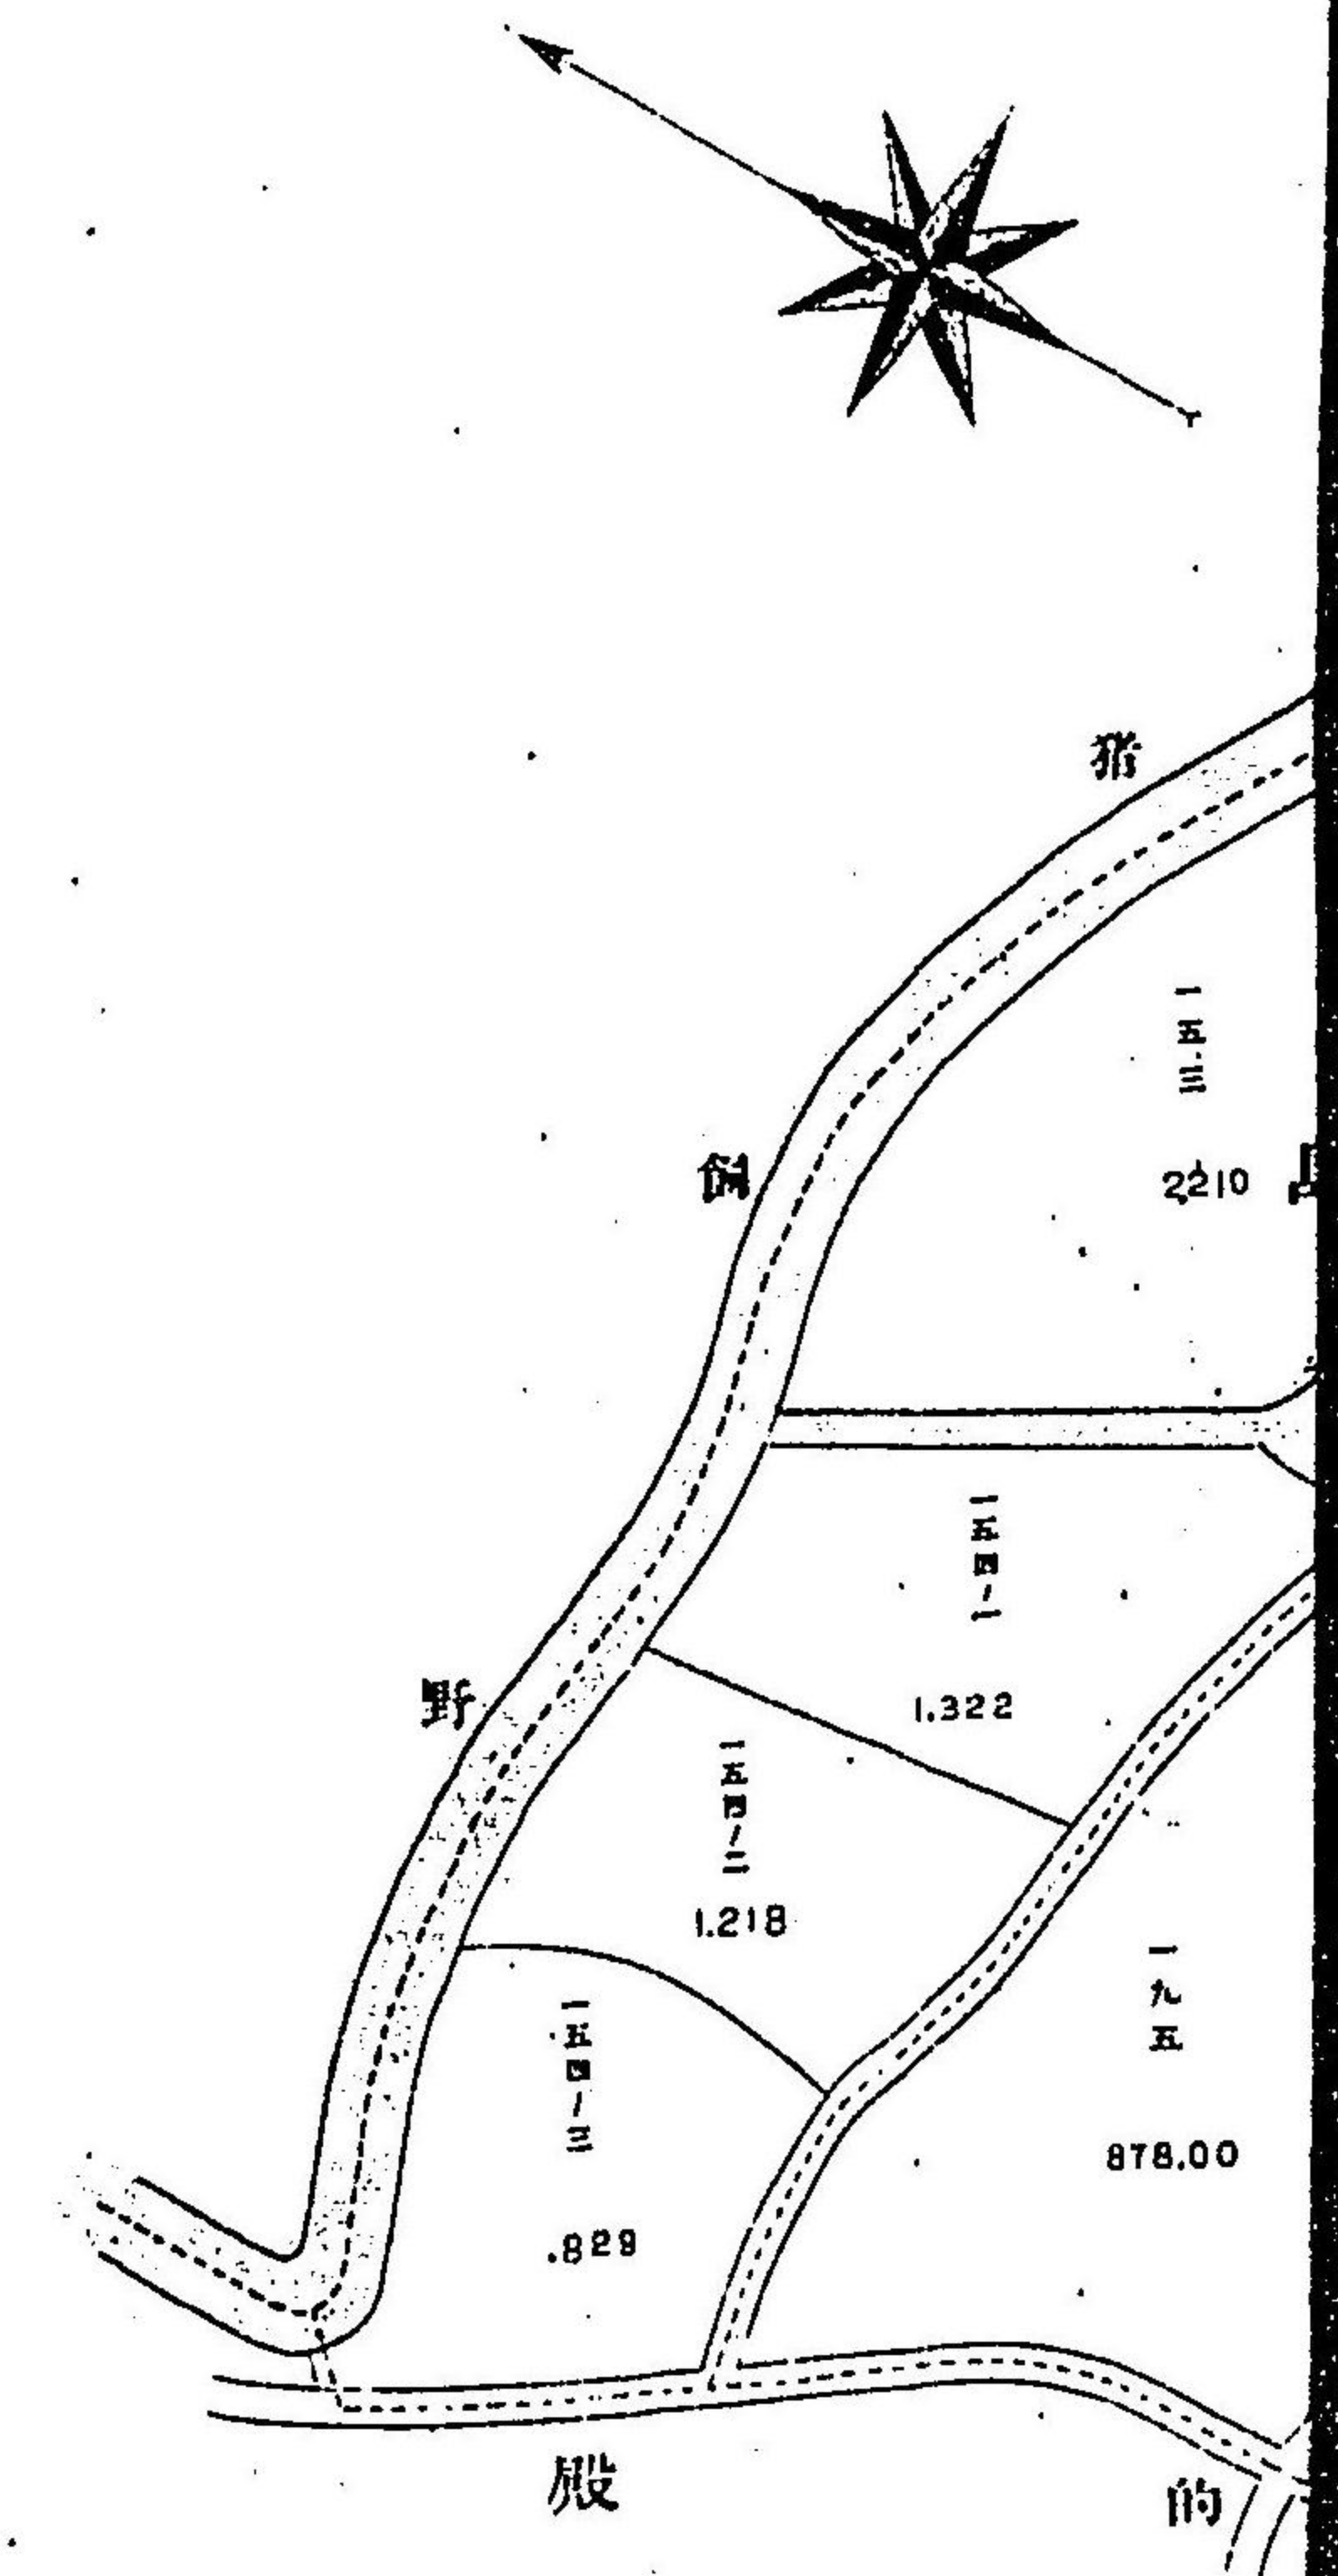 猪
飼
野
一五三
2210
一五四ノ一
1.322
一五四ノ二
1.218
一五四ノ三
.829
一九五
878.00
殿
的